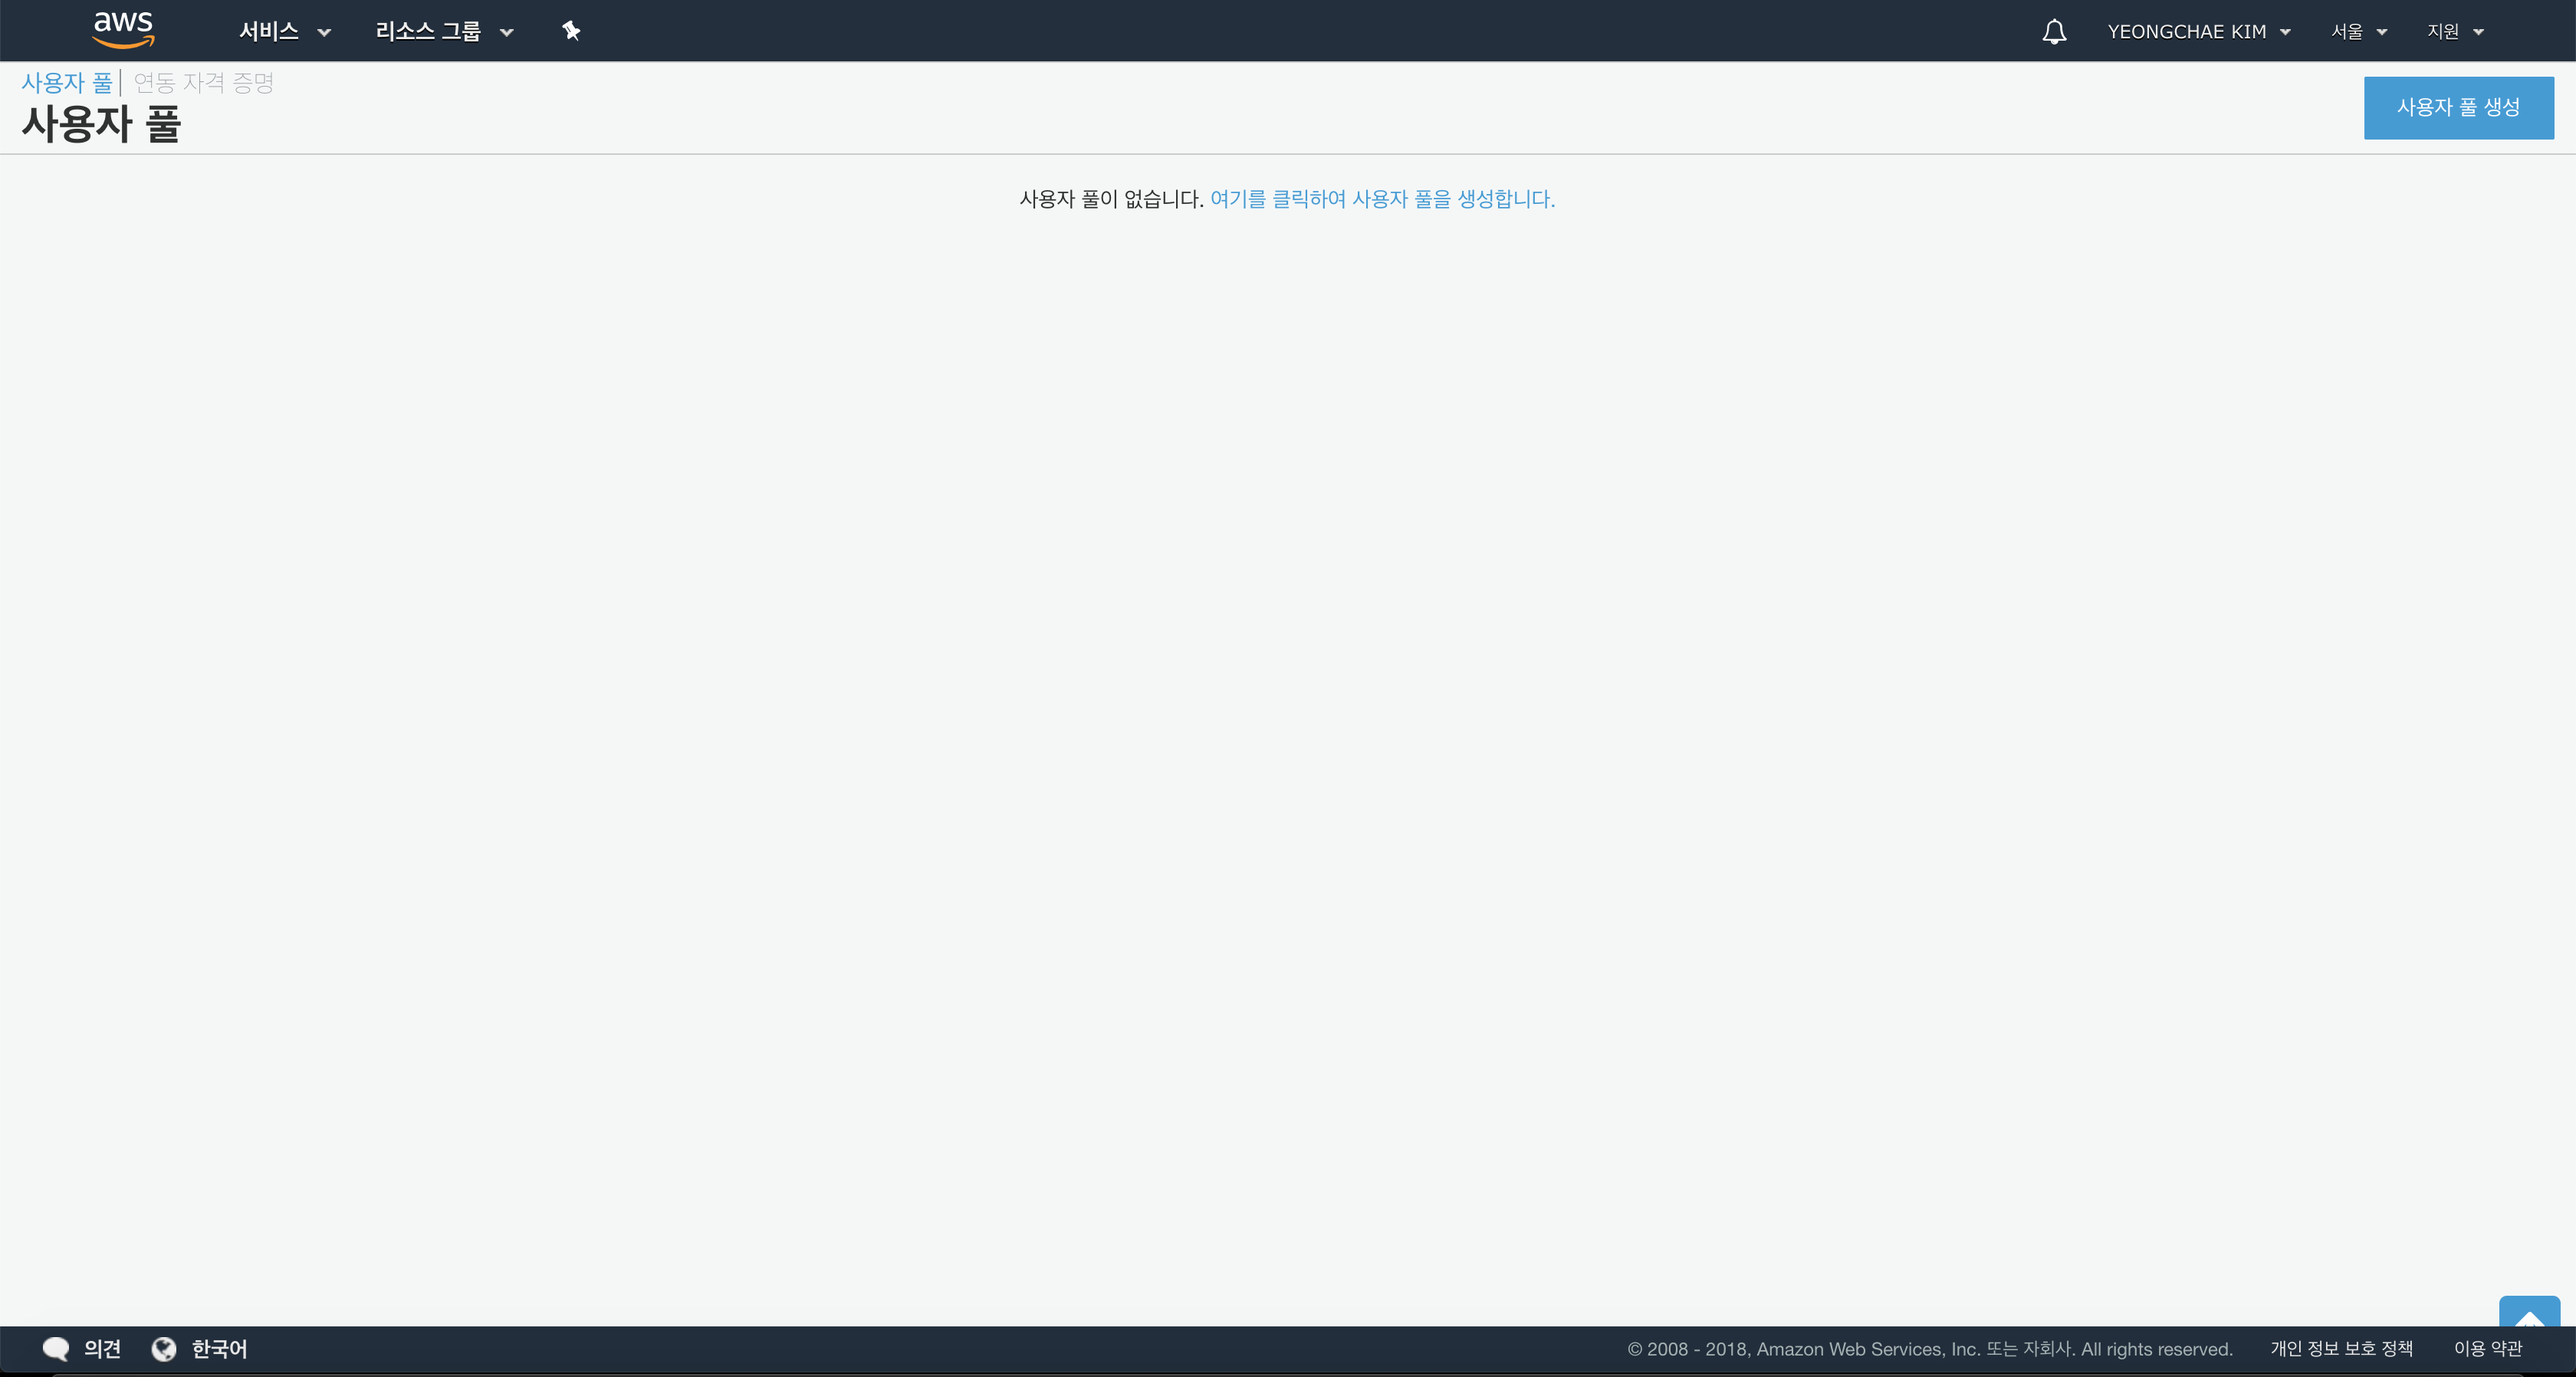 aws 서비스 리소스 그룹 YEONGCHAE KIM 서울 지원
사용자 풀 | 연동 자격 증명
사용자 풀
사용자 풀 생성
사용자 풀이 없습니다. 여기를 클릭하여 사용자 풀을 생성합니다.
의견 한국어 © 2008 - 2018, Amazon Web Services, Inc. 또는 자회사. All rights reserved. 개인 정보 보호 정책 이용 약관